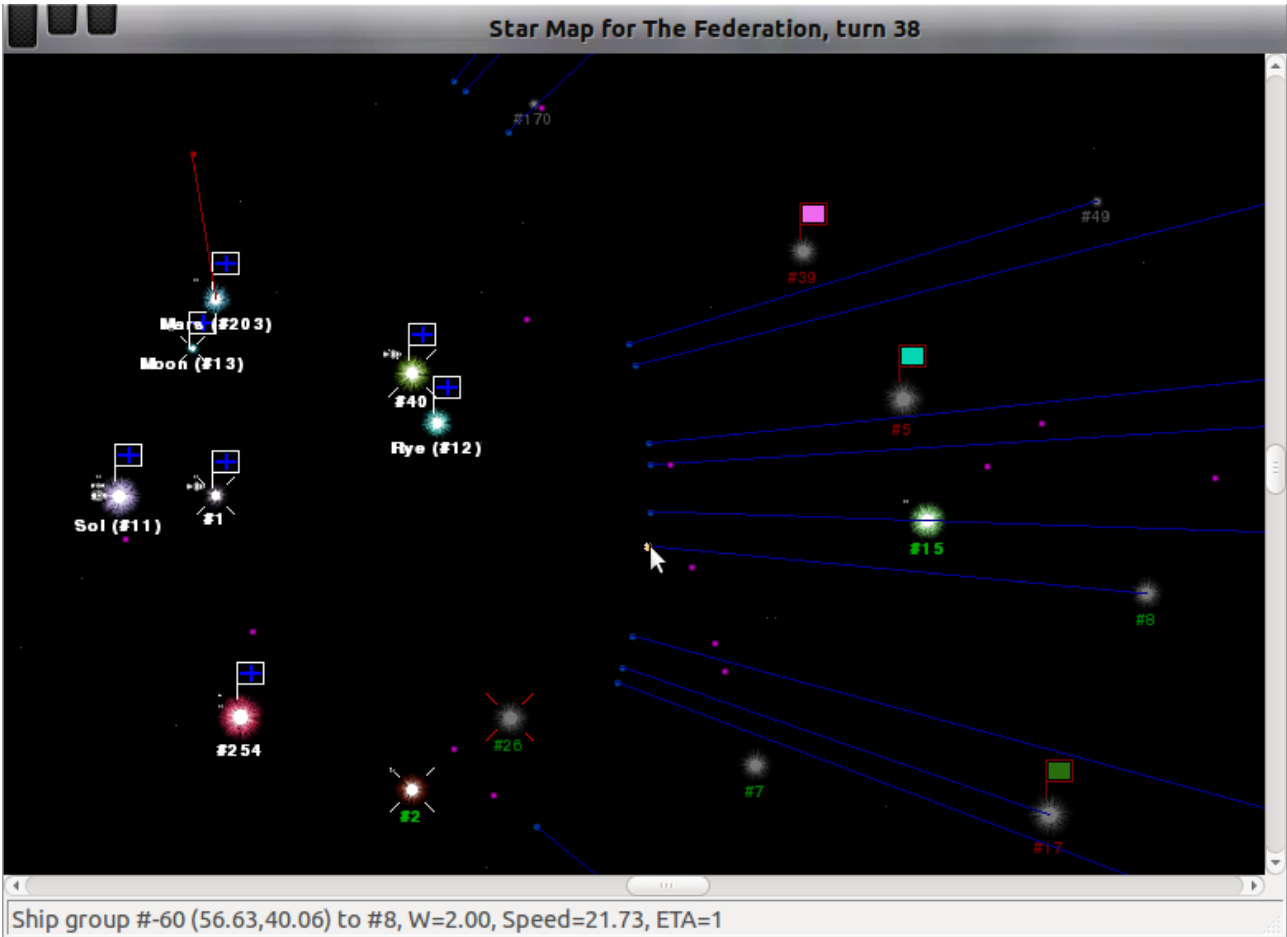 Star Map for The Federation, turn 38
#170
#49
#39
Mars (#203)
Moon (#13)
#40
#5
Rye (#12)
Sol (#11)
#1
#15
#8
#254
#26
#7
#2
#17
Ship group #-60 (56.63,40.06) to #8, W=2.00, Speed=21.73, ETA=1